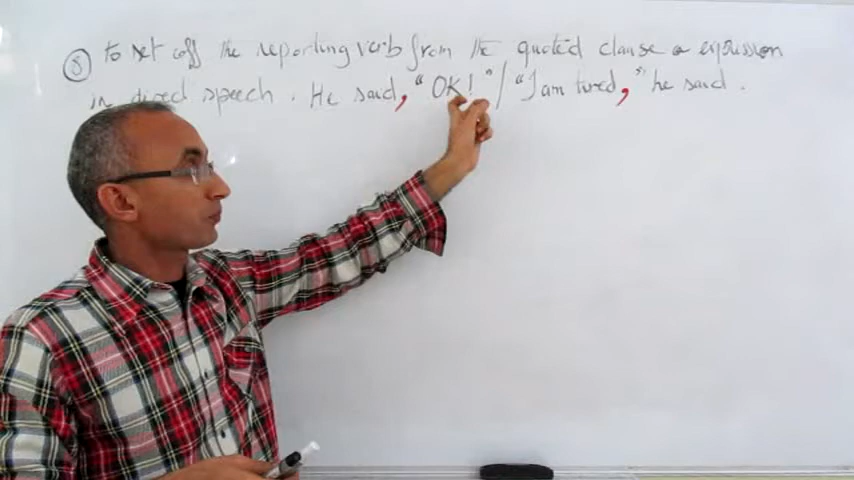 ⑧ to set off the reporting verb from the quoted clause or expression
in direct speech. He said, "OK!" / "I am tired," he said.